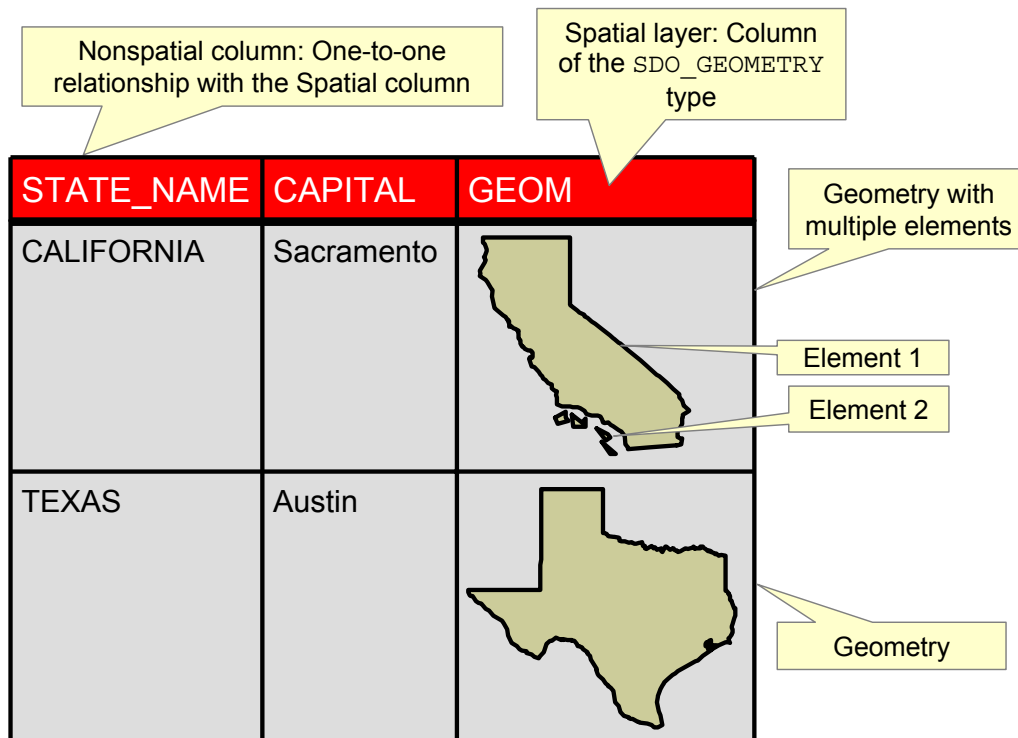 Nonspatial column: One-to-one
relationship with the Spatial column
Spatial layer: Column
of the SDO_GEOMETRY
type
STATE_NAME CAPITAL GEOM
Geometry with
multiple elements
CALIFORNIA Sacramento
Element 1
Element 2
TEXAS Austin
Geometry